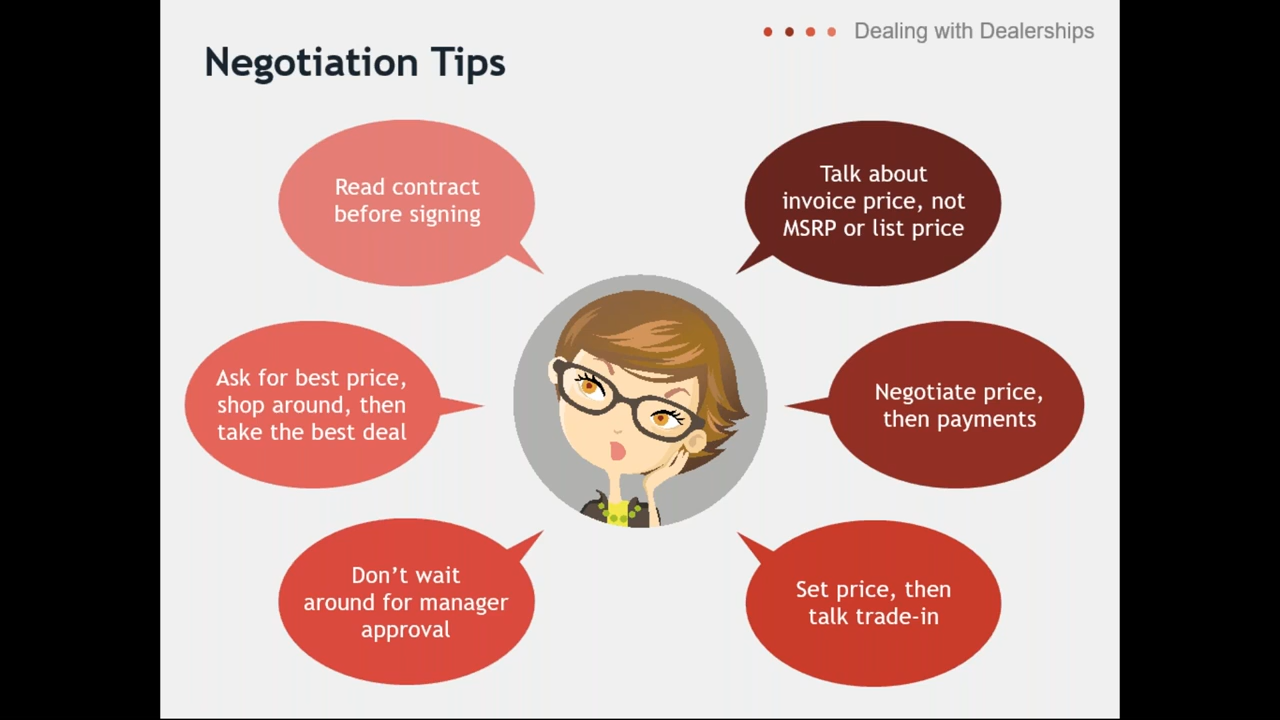 Dealing with Dealerships
Negotiation Tips
Read contract
before signing
Talk about
invoice price, not
MSRP or list price
Ask for best price,
shop around, then
take the best deal
Negotiate price,
then payments
Don’t wait
around for manager
approval
Set price, then
talk trade-in